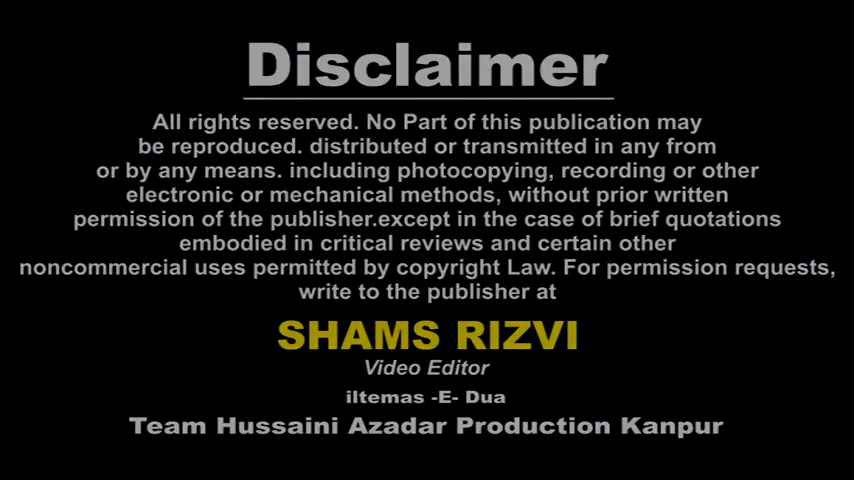 Disclaimer
All rights reserved. No Part of this publication may
be reproduced. distributed or transmitted in any from
or by any means. including photocopying, recording or other
electronic or mechanical methods, without prior written
permission of the publisher.except in the case of brief quotations
embodied in critical reviews and certain other
noncommercial uses permitted by copyright Law. For permission requests,
write to the publisher at
SHAMS RIZVI
Video Editor
iltemas -E- Dua
Team Hussaini Azadar Production Kanpur